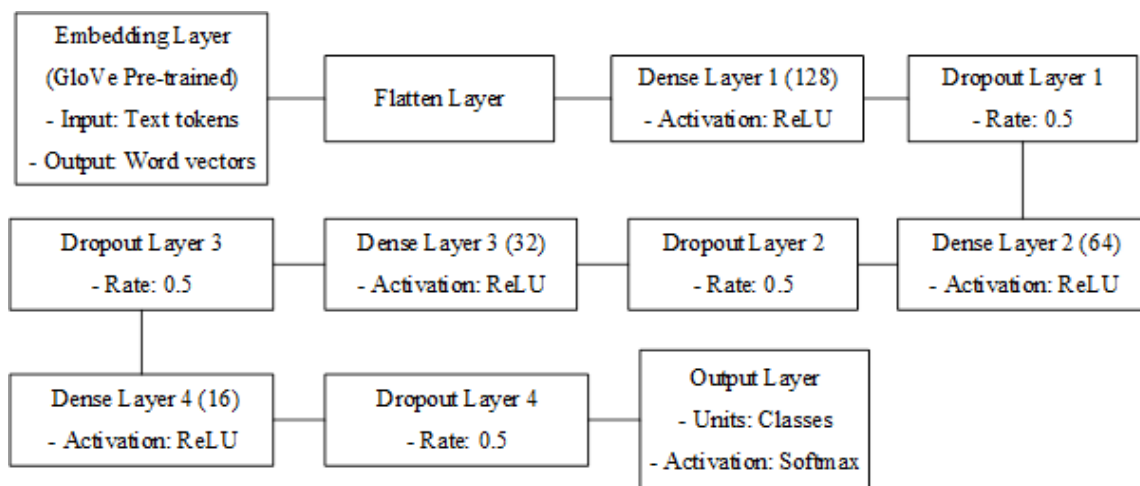 Embedding Layer
(GloVe Pre-trained)
- Input: Text tokens
- Output: Word vectors
Flatten Layer
Dense Layer 1 (128)
- Activation: ReLU
Dropout Layer 1
- Rate: 0.5
Dropout Layer 3
- Rate: 0.5
Dense Layer 3 (32)
- Activation: ReLU
Dropout Layer 2
- Rate: 0.5
Dense Layer 2 (64)
- Activation: ReLU
Dense Layer 4 (16)
- Activation: ReLU
Dropout Layer 4
- Rate: 0.5
Output Layer
- Units: Classes
- Activation: Softmax